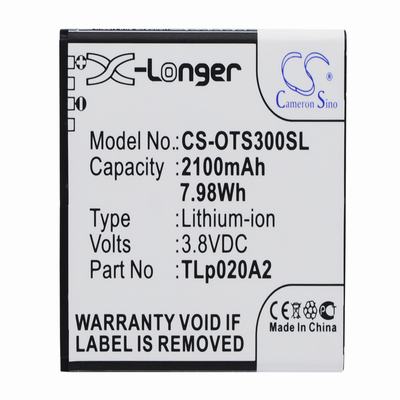 X-Longer
CS
Cameron Sino
Model No.: CS-OTS300SL
Capacity: 2100mAh
7.98Wh
Type: Lithium-ion
Volts: 3.8VDC
Part No.: TLp020A2
WARRANTY VOID IF
LABEL IS REMOVED
RoHS
CE
Made In China